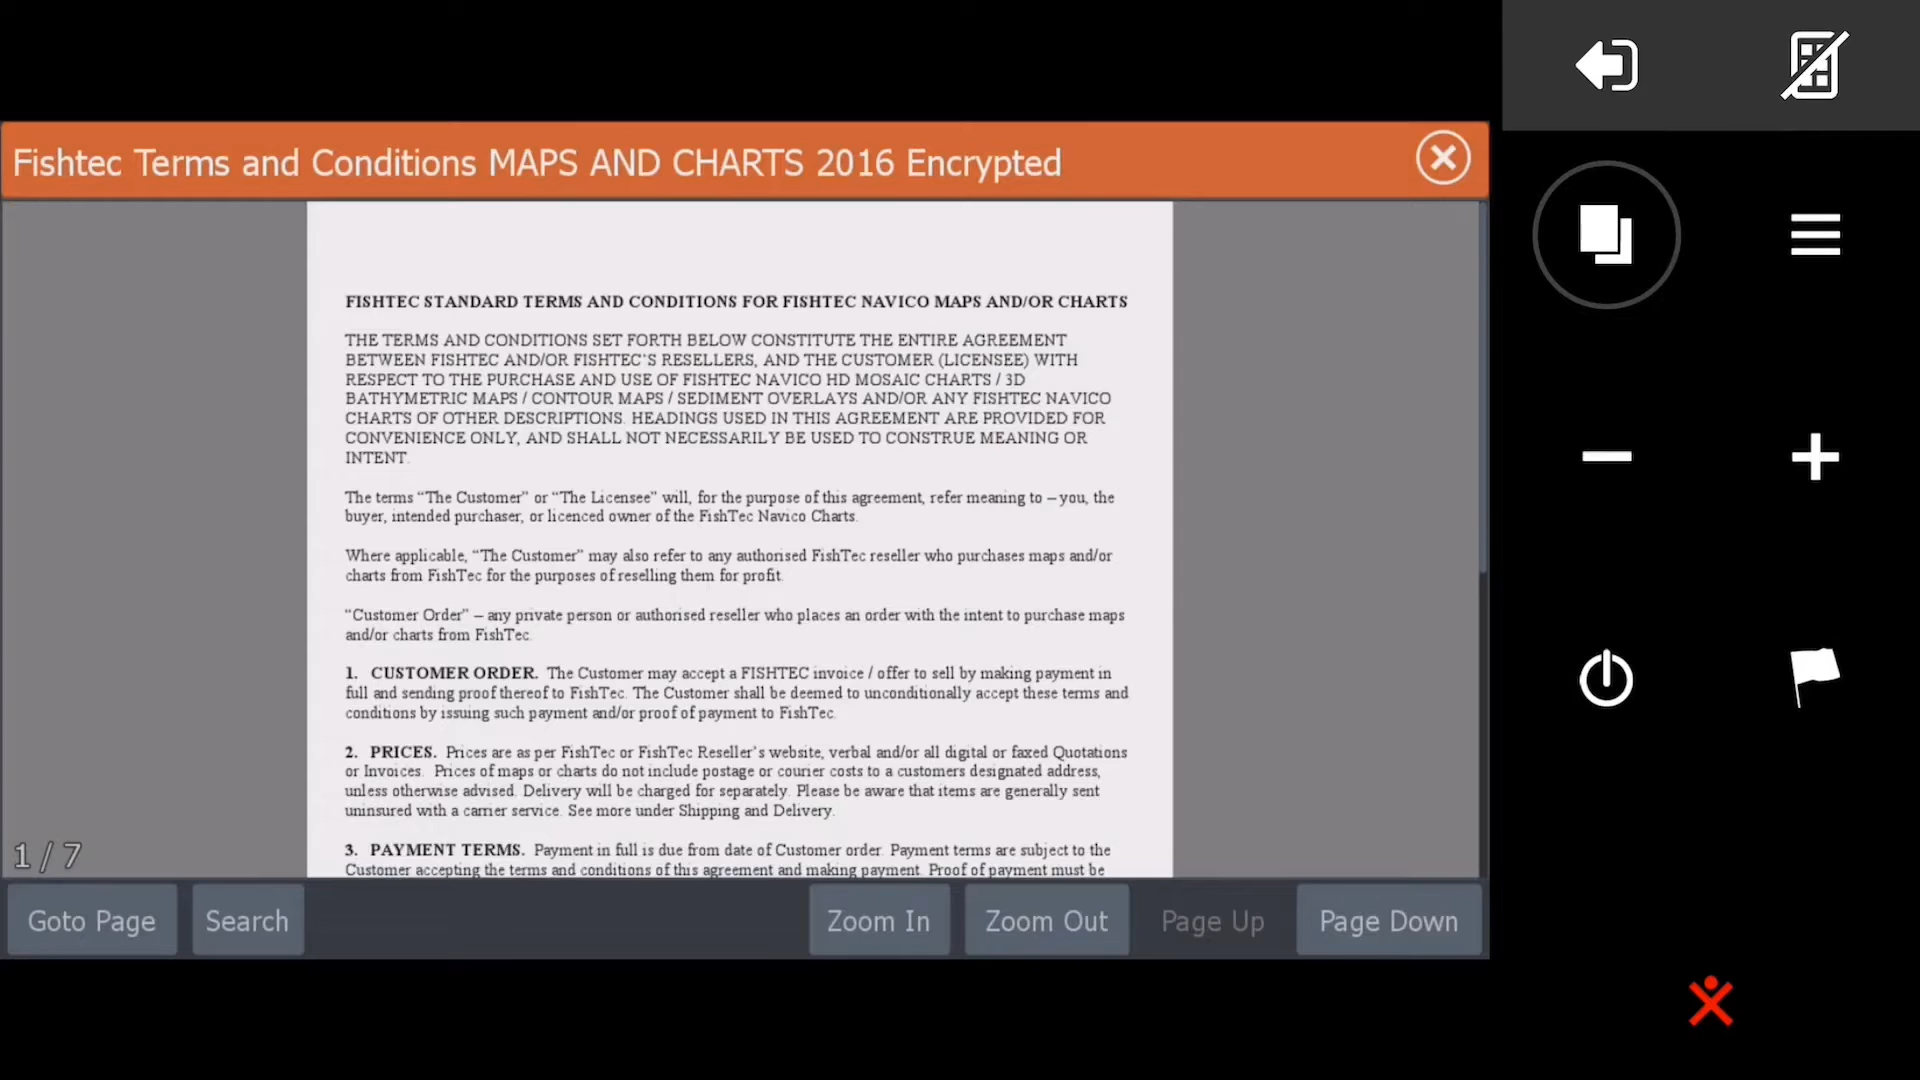 Fishtec Terms and Conditions MAPS AND CHARTS 2016 Encrypted
FISHTEC STANDARD TERMS AND CONDITIONS FOR FISHTEC NAVICO MAPS AND/OR CHARTS
THE TERMS AND CONDITIONS SET FORTH BELOW CONSTITUTE THE ENTIRE AGREEMENT
BETWEEN FISHTEC AND/OR FISHTEC'S RESELLERS, AND THE CUSTOMER (LICENSEE) WITH
RESPECT TO THE PURCHASE AND USE OF FISHTEC NAVICO HD MOSAIC CHARTS / 3D
BATHYMETRIC MAPS / CONTOUR MAPS / SEDIMENT OVERLAYS AND/OR ANY FISHTEC NAVICO
CHARTS OF OTHER DESCRIPTIONS. HEADINGS USED IN THIS AGREEMENT ARE PROVIDED FOR
CONVENIENCE ONLY, AND SHALL NOT NECESSARILY BE USED TO CONSTRUE MEANING OR
INTENT.
The terms “The Customer” or “The Licensee” will, for the purpose of this agreement, refer meaning to – you, the
buyer, intended purchaser, or licenced owner of the FishTec Navico Charts.
Where applicable, “The Customer” may also refer to any authorised FishTec reseller who purchases maps and/or
charts from FishTec for the purposes of reselling them for profit.
“Customer Order” – any private person or authorised reseller who places an order with the intent to purchase maps
and/or charts from FishTec.
1. CUSTOMER ORDER. The Customer may accept a FISHTEC invoice / offer to sell by making payment in
full and sending proof thereof to FishTec. The Customer shall be deemed to unconditionally accept these terms and
conditions by issuing such payment and/or proof of payment to FishTec.
2. PRICES. Prices are as per FishTec or FishTec Reseller's website, verbal and/or all digital or faxed Quotations
or Invoices. Prices of maps or charts do not include postage or courier costs to a customers designated address,
unless otherwise advised. Delivery will be charged for separately. Please be aware that items are generally sent
uninsured with a carrier service. See more under Shipping and Delivery.
3. PAYMENT TERMS. Payment in full is due from date of Customer order. Payment terms are subject to the
Customer accepting the terms and conditions of this agreement and making payment. Proof of payment must be
1 / 7
Goto Page
Search
Zoom In
Zoom Out
Page Up
Page Down